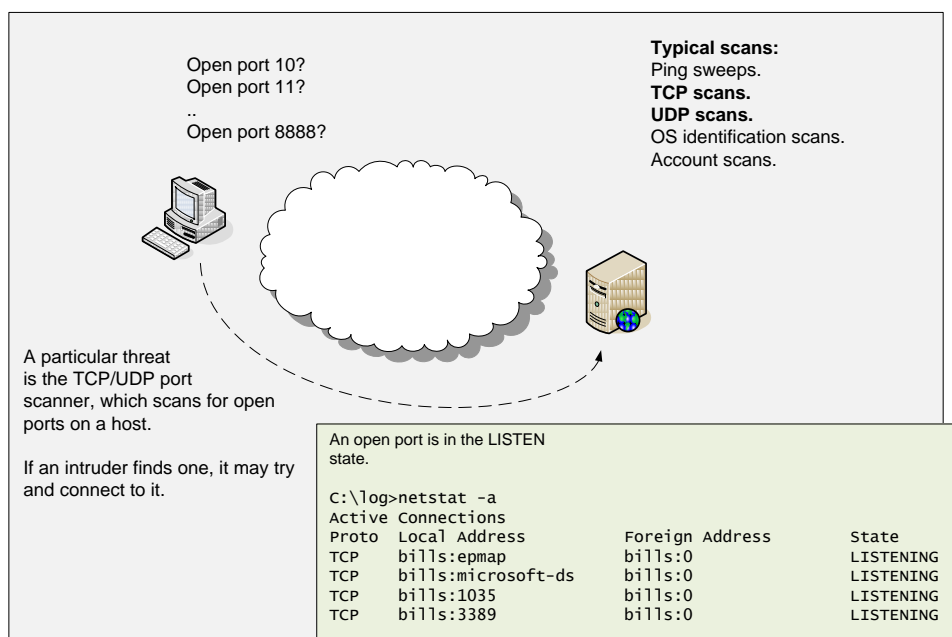 Open port 10?
Open port 11?
..
Open port 8888?
Typical scans:
Ping sweeps.
TCP scans.
UDP scans.
OS identification scans.
Account scans.
A particular threat
is the TCP/UDP port
scanner, which scans for open
ports on a host.
If an intruder finds one, it may try
and connect to it.
An open port is in the LISTEN
state.
C:\log>netstat -a
Active Connections
Proto  Local Address          Foreign Address        State
TCP    bills:epmap            bills:0                LISTENING
TCP    bills:microsoft-ds     bills:0                LISTENING
TCP    bills:1035             bills:0                LISTENING
TCP    bills:3389             bills:0                LISTENING